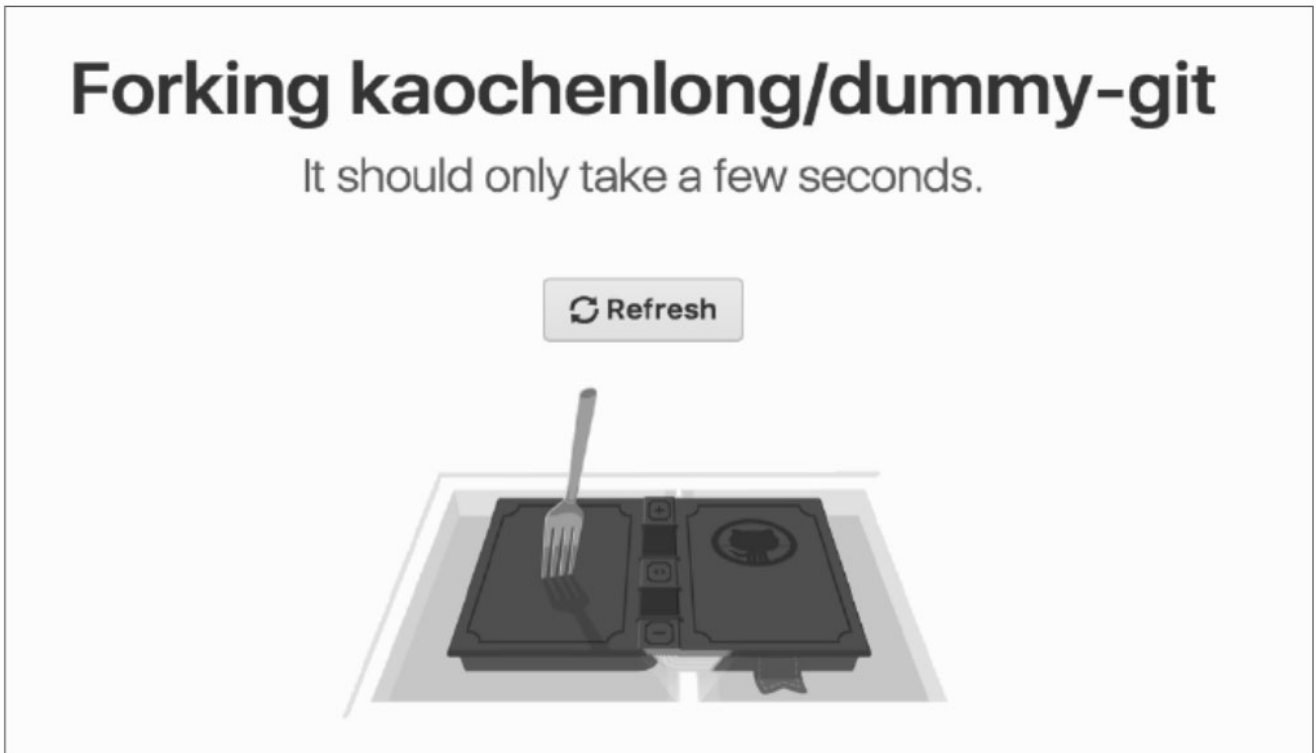 Forking kaochenlong/dummy-git
It should only take a few seconds.
Refresh